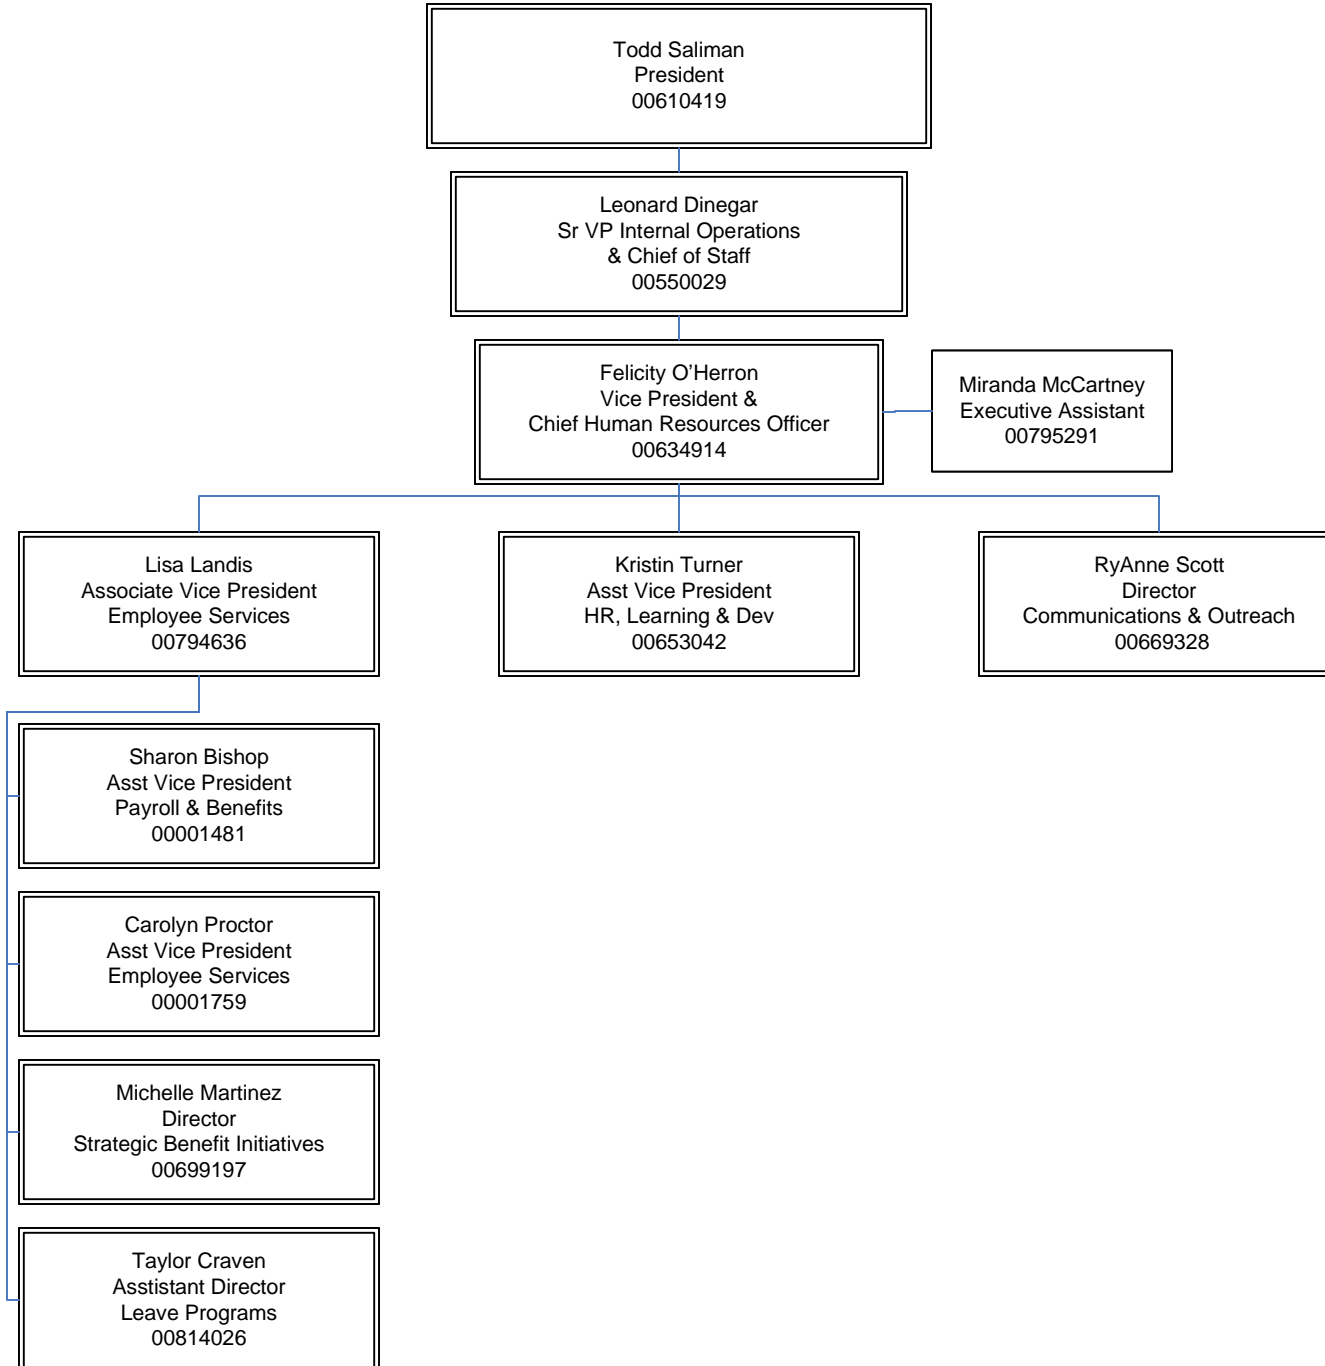 Todd Saliman
President
00610419
Leonard Dinegar
Sr VP Internal Operations
& Chief of Staff
00550029
Felicity O’Herron
Vice President &
Chief Human Resources Officer
00634914
Miranda McCartney
Executive Assistant
00795291
Lisa Landis
Associate Vice President
Employee Services
00794636
Kristin Turner
Asst Vice President
HR, Learning & Dev
00653042
RyAnne Scott
Director
Communications & Outreach
00669328
Sharon Bishop
Asst Vice President
Payroll & Benefits
00001481
Carolyn Proctor
Asst Vice President
Employee Services
00001759
Michelle Martinez
Director
Strategic Benefit Initiatives
00699197
Taylor Craven
Asstistant Director
Leave Programs
00814026